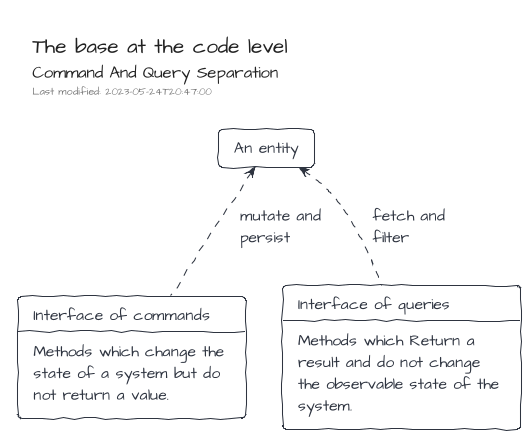 The base at the code level
Command And Query Separation
Last modified: 2023-05-24T20:47:00
An entity
mutate and
persist
fetch and
filter
Interface of commands
Methods which change the
state of a system but do
not return a value.
Interface of queries
Methods which Return a
result and do not change
the observable state of the
system.